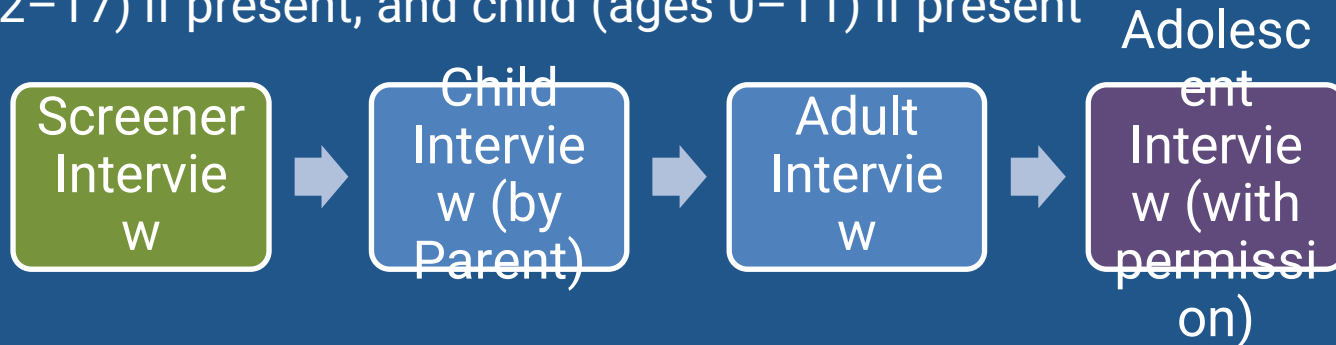 2–17) if present, and child (ages 0–11) if present
Screener
Intervie
w
Child
Intervie
w (by
Parent)
Adult
Intervie
w
Adolesc
ent
Intervie
w (with
permissi
on)